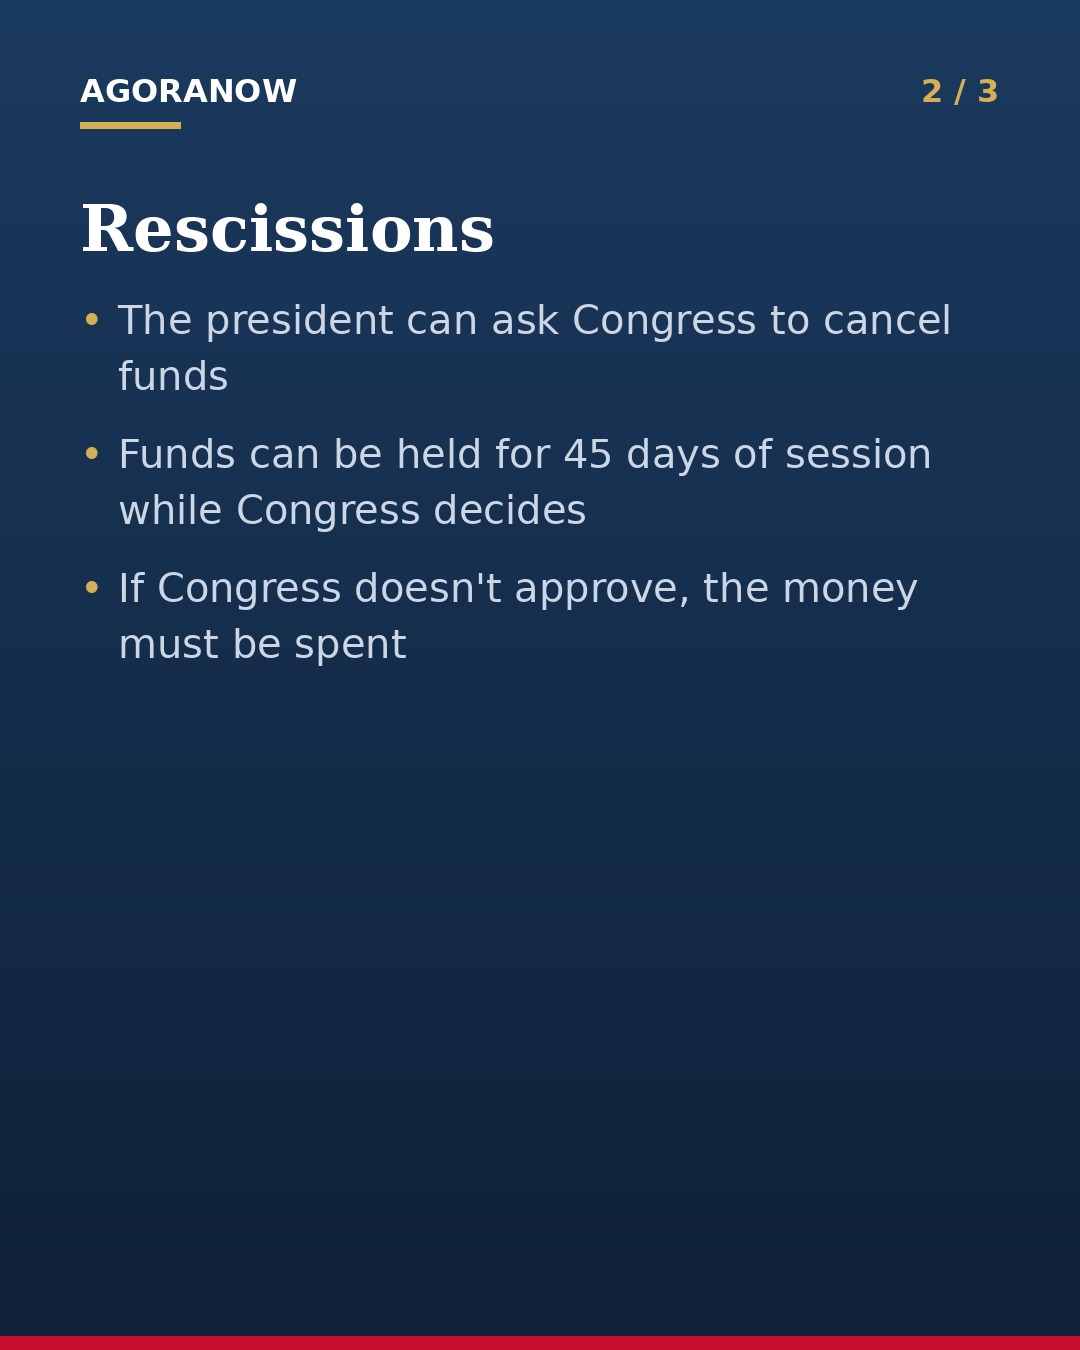 AGORANOW
2 / 3
Rescissions
• The president can ask Congress to cancel
funds
• Funds can be held for 45 days of session
while Congress decides
• If Congress doesn't approve, the money
must be spent